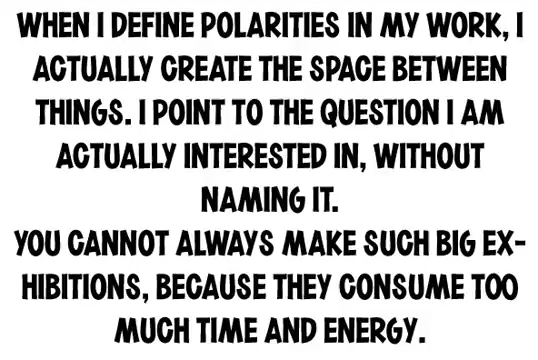 WHEN I DEFINE POLARITIES IN MY WORK, I
ACTUALLY CREATE THE SPACE BETWEEN
THINGS. I POINT TO THE QUESTION I AM
ACTUALLY INTERESTED IN, WITHOUT
NAMING IT.
YOU CANNOT ALWAYS MAKE SUCH BIG EX-
HIBITIONS, BECAUSE THEY CONSUME TOO
MUCH TIME AND ENERGY.